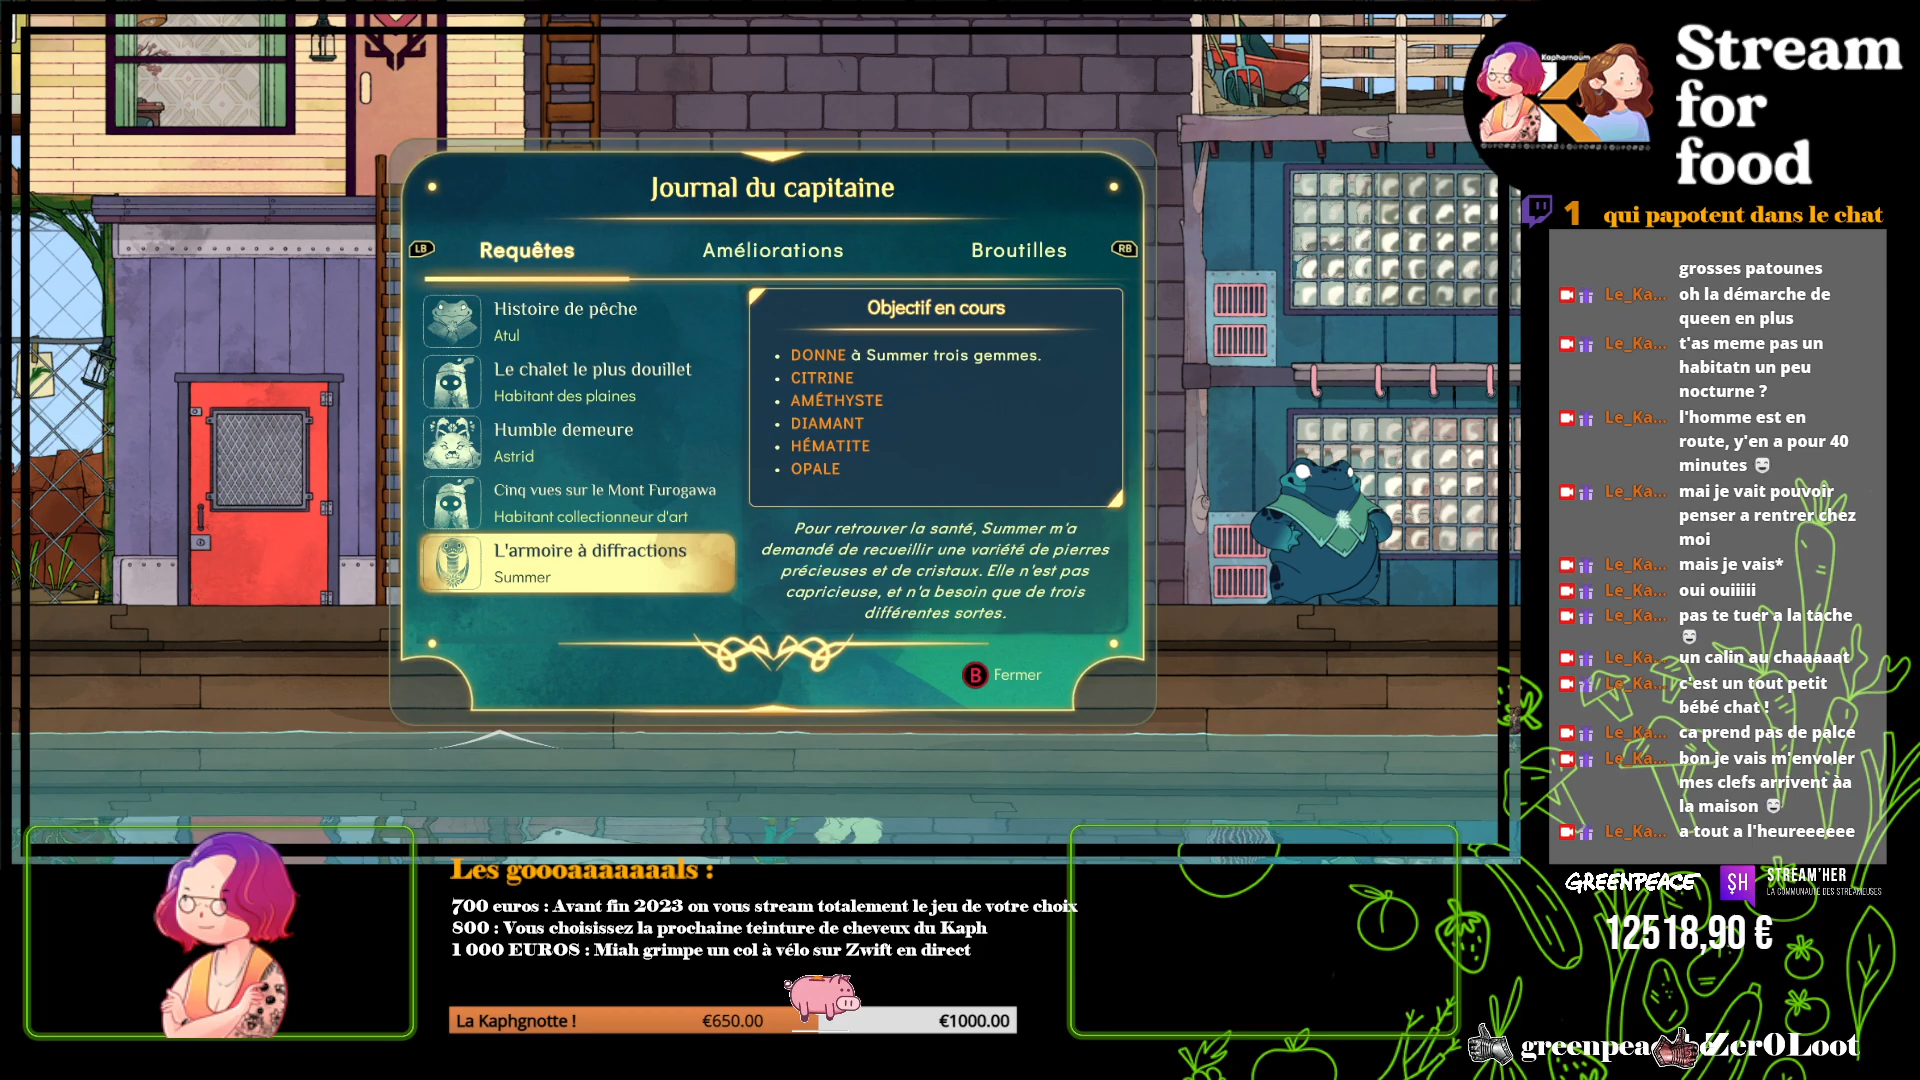 Journal du capitaine
LB
Requêtes
Améliorations
Broutilles
RB
Histoire de pêche
Atul
Le chalet le plus douillet
Habitant des plaines
Humble demeure
Astrid
Cinq vues sur le Mont Furogawa
Habitant collectionneur d'art
L'armoire à diffractions
Summer
Objectif en cours
• DONNE à Summer trois gemmes.
• CITRINE
• AMÉTHYSTE
• DIAMANT
• HÉMATITE
• OPALE
Pour retrouver la santé, Summer m'a
demandé de recueillir une variété de pierres
précieuses et de cristaux. Elle n'est pas
capricieuse, et n'a besoin que de trois
différentes sortes.
B Fermer
Kapharnaüm
K
Stream
for
food
1 qui papotent dans le chat
grosses patounes
Le_Ka... oh la démarche de
queen en plus
Le_Ka... t'as meme pas un
habitatn un peu
nocturne ?
Le_Ka... l'homme est en
route, y'en a pour 40
minutes
Le_Ka... mai je vait pouvoir
penser a rentrer chez
moi
Le_Ka... mais je vais*
Le_Ka... oui ouiiiii
Le_Ka... pas te tuer a la tache
Le_Ka... un calin au chaaaaat
Le_Ka... c'est un tout petit
bébé chat !
Le_Ka... ca prend pas de palce
Le_Ka... bon je vais m'envoler
mes clefs arrivent àa
la maison
Le_Ka... a tout a l'heureeeeee
GREENPEACE
SH
STREAM'HER
LA COMMUNAUTÉ DES STREAMEUSES
12518,90 €
Les goooaaaaaaals :
700 euros : Avant fin 2023 on vous stream totalement le jeu de votre choix
800 : Vous choisissez la prochaine teinture de cheveux du Kaph
1 000 EUROS : Miah grimpe un col à vélo sur Zwift en direct
La Kaphgnotte !
€650.00
€1000.00
greenpea
Zer0Loot